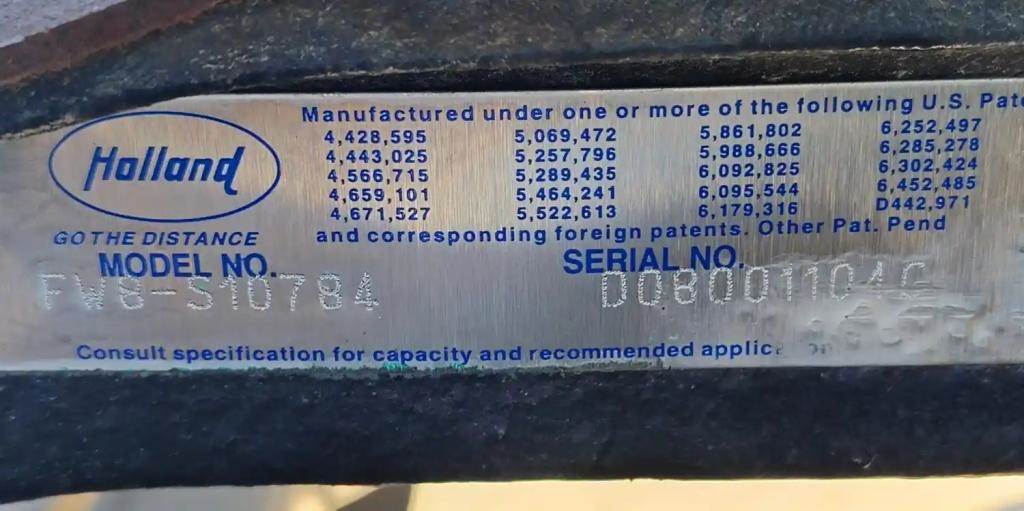 Manufactured under one or more of the following U.S. Pate
Holland
4,428,595 5,069,472 5,861,802 6,252,497
4,443,025 5,257,796 5,988,666 6,285,278
4,566,715 5,289,435 6,092,825 6,302,424
4,659,101 5,464,241 6,095,544 6,452,485
4,671,527 5,522,613 6,179,316 D442,971
GO THE DISTANCE and corresponding foreign patents. Other Pat. Pend
MODEL NO. SERIAL NO.
FW8-S10784
Consult specification for capacity and recommended applic